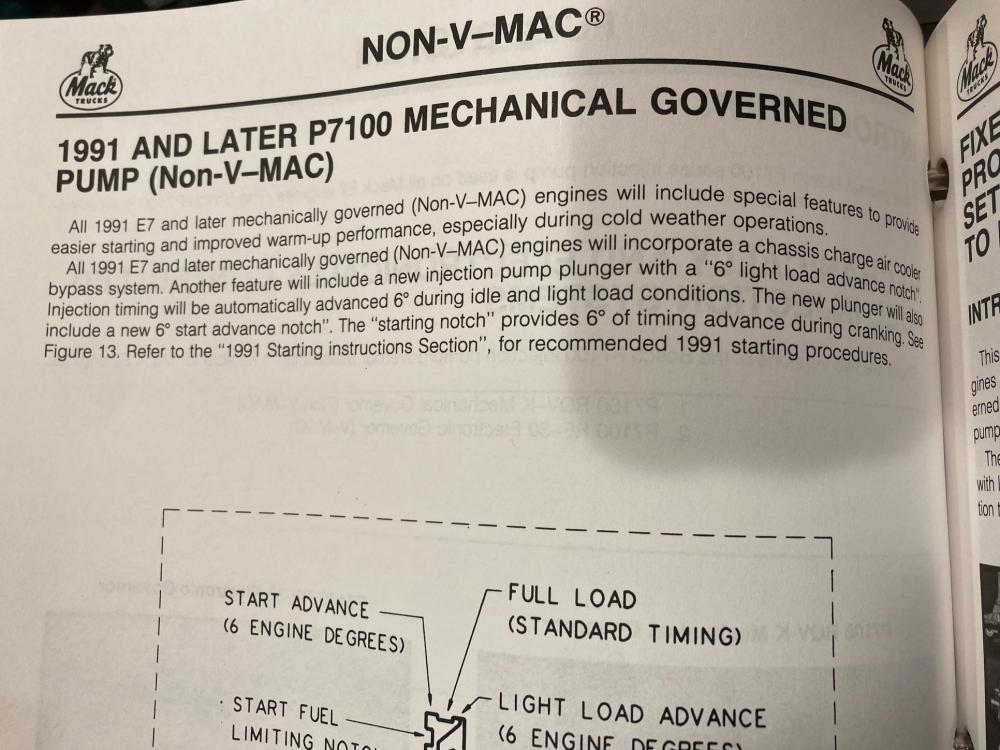 NON-V–MAC®
Mack
TRUCKS
Mack
TRUCKS
Mack
TRUCKS
1991 AND LATER P7100 MECHANICAL GOVERNED
PUMP (Non-V–MAC)
All 1991 E7 and later mechanically governed (Non-V–MAC) engines will include special features to provide
easier starting and improved warm-up performance, especially during cold weather operations.
All 1991 E7 and later mechanically governed (Non-V–MAC) engines will incorporate a chassis charge air cooler
bypass system. Another feature will include a new injection pump plunger with a “6° light load advance notch”.
Injection timing will be automatically advanced 6° during idle and light load conditions. The new plunger will also
include a new 6° start advance notch”. The “starting notch” provides 6° of timing advance during cranking. See
Figure 13. Refer to the “1991 Starting instructions Section”, for recommended 1991 starting procedures.
START ADVANCE
(6 ENGINE DEGREES)
FULL LOAD
(STANDARD TIMING)
START FUEL
LIMITING
LIGHT LOAD ADVANCE
(6 ENGINE DEGREES)
FIXE
PRO
SET
TO
INTR
This
gines
erned
pump
The
with
tion t